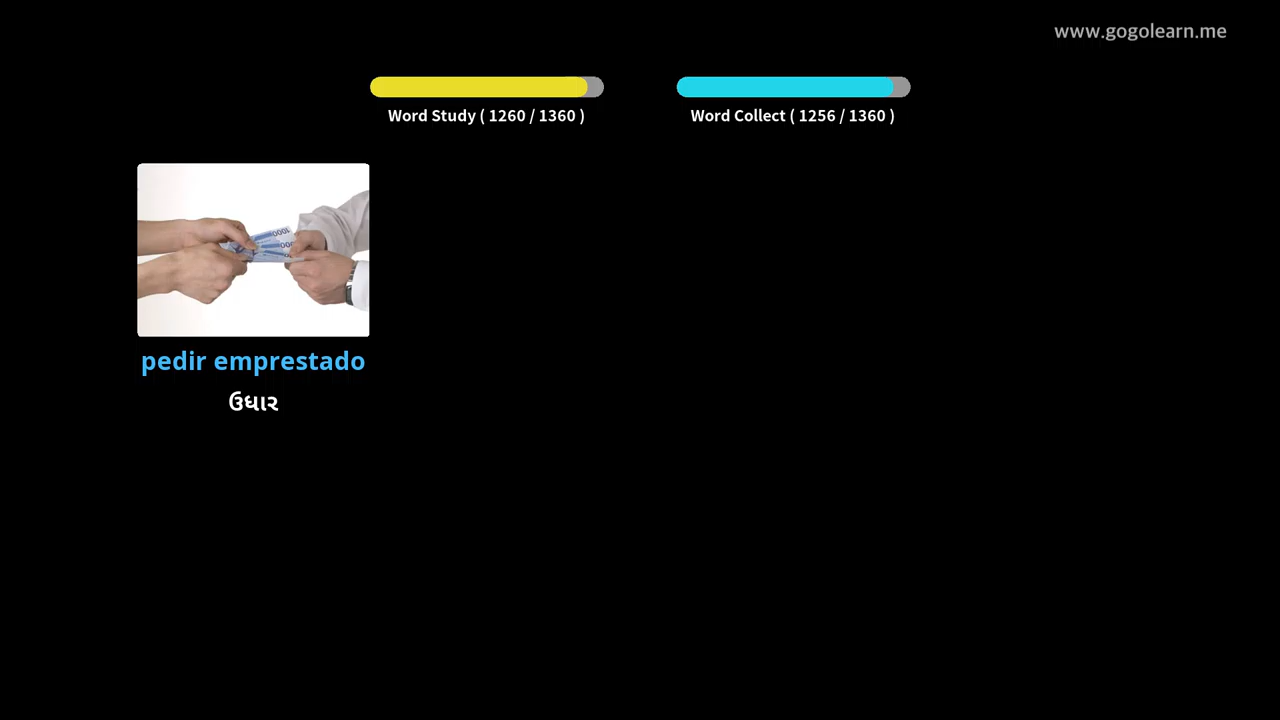 www.gogolearn.me
Word Study ( 1260 / 1360 )
Word Collect ( 1256 / 1360 )
pedir emprestado
ઉધાર